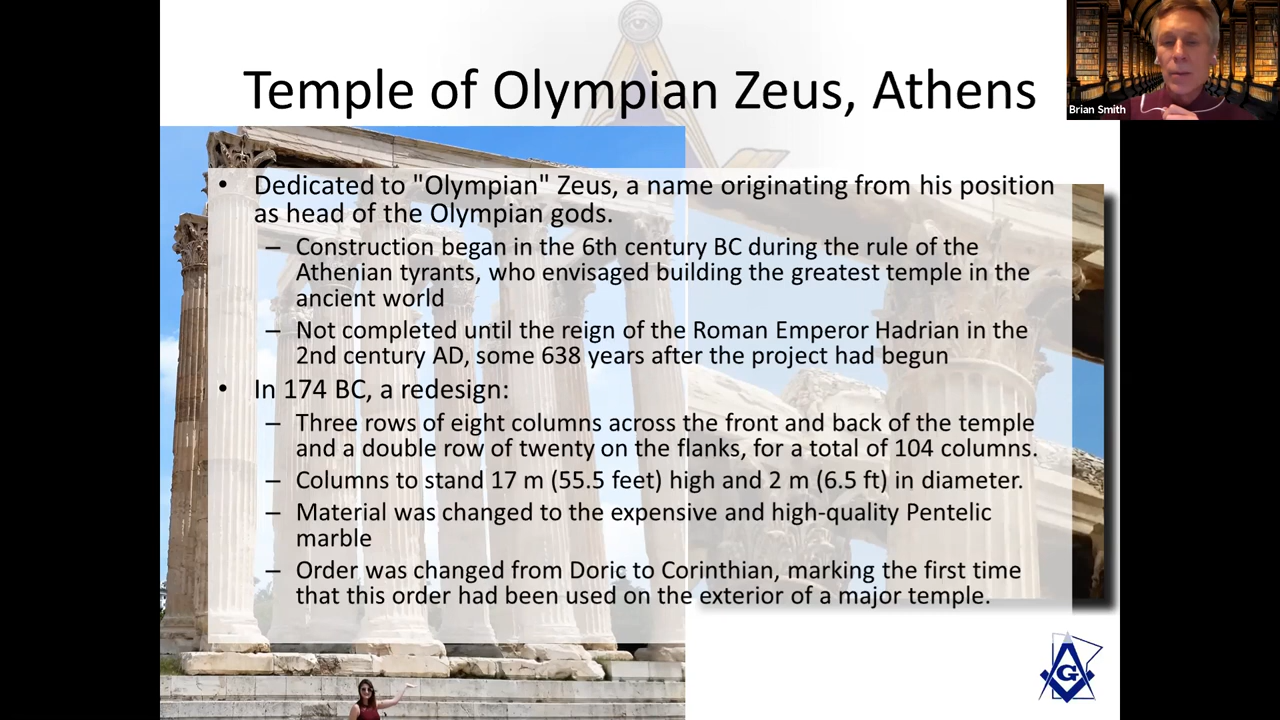 Temple of Olympian Zeus, Athens
Brian Smith
• Dedicated to "Olympian" Zeus, a name originating from his position
as head of the Olympian gods.
– Construction began in the 6th century BC during the rule of the
Athenian tyrants, who envisaged building the greatest temple in the
ancient world
– Not completed until the reign of the Roman Emperor Hadrian in the
2nd century AD, some 638 years after the project had begun
• In 174 BC, a redesign:
– Three rows of eight columns across the front and back of the temple
and a double row of twenty on the flanks, for a total of 104 columns.
– Columns to stand 17 m (55.5 feet) high and 2 m (6.5 ft) in diameter.
– Material was changed to the expensive and high-quality Pentelic
marble
– Order was changed from Doric to Corinthian, marking the first time
that this order had been used on the exterior of a major temple.
G